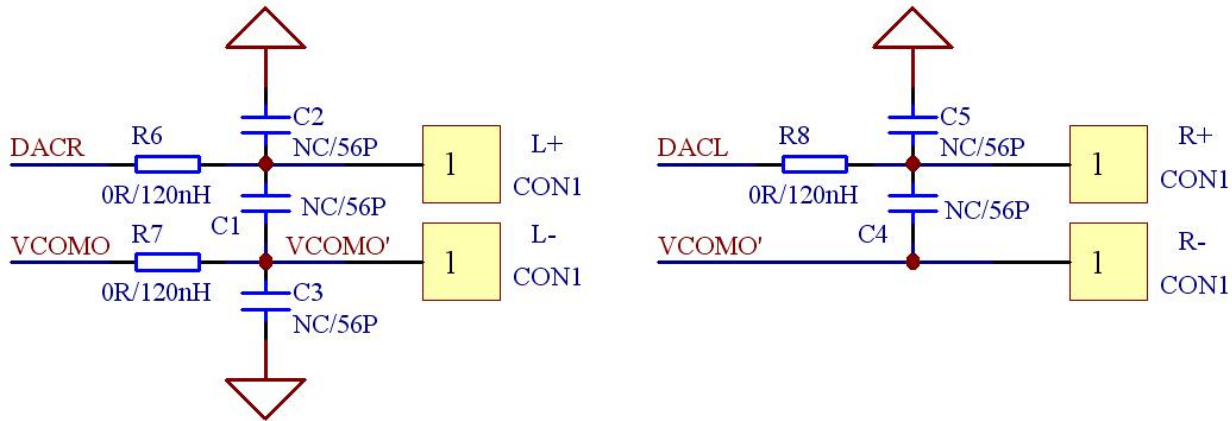 C2
NC/56P
DACR
R6
0R/120nH
1
L+
CON1
NC/56P
C1
VCOMO
R7
0R/120nH
VCOMO'
1
L-
CON1
C3
NC/56P
C5
NC/56P
DACL
R8
0R/120nH
1
R+
CON1
NC/56P
C4
VCOMO'
1
R-
CON1